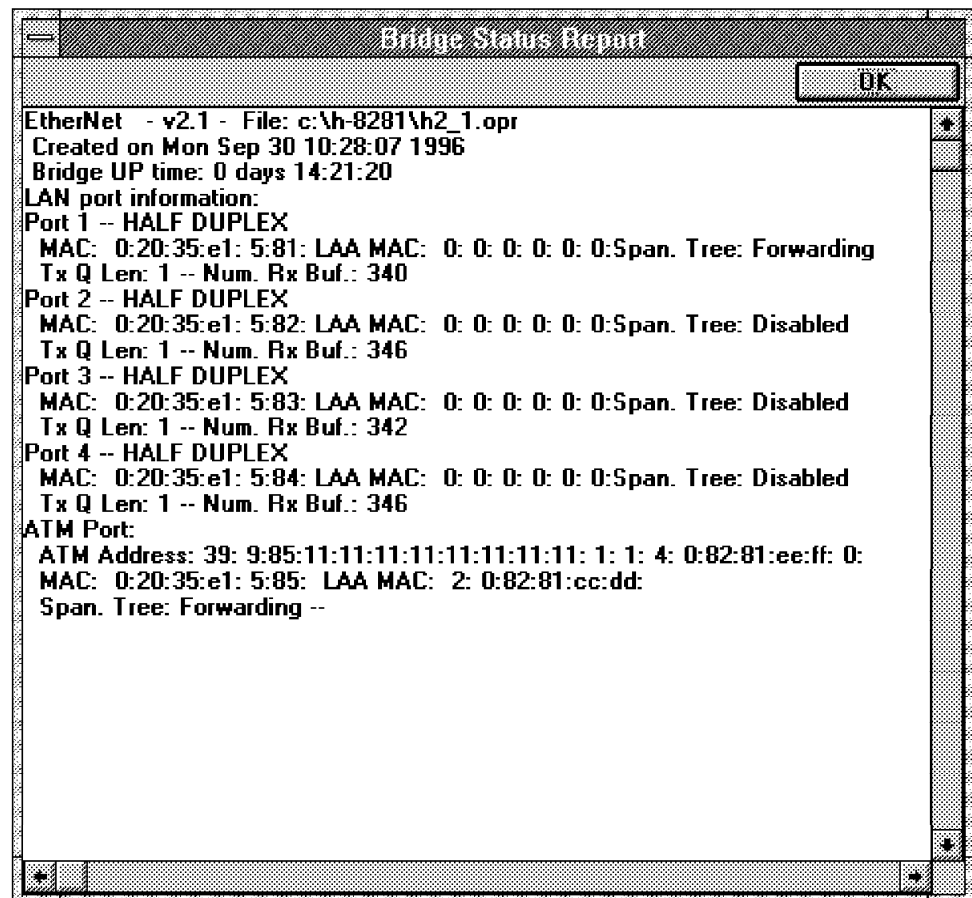 Bridge Status Report
OK
EtherNet - v2.1 - File: c:\h-8281\h2_1.opr
Created on Mon Sep 30 10:28:07 1996
Bridge UP time: 0 days 14:21:20
LAN port information:
Port 1 -- HALF DUPLEX
MAC: 0:20:35:e1: 5:81: LAA MAC: 0: 0: 0: 0: 0: 0:Span. Tree: Forwarding
Tx Q Len: 1 -- Num. Rx Buf.: 340
Port 2 -- HALF DUPLEX
MAC: 0:20:35:e1: 5:82: LAA MAC: 0: 0: 0: 0: 0: 0:Span. Tree: Disabled
Tx Q Len: 1 -- Num. Rx Buf.: 346
Port 3 -- HALF DUPLEX
MAC: 0:20:35:e1: 5:83: LAA MAC: 0: 0: 0: 0: 0: 0:Span. Tree: Disabled
Tx Q Len: 1 -- Num. Rx Buf.: 342
Port 4 -- HALF DUPLEX
MAC: 0:20:35:e1: 5:84: LAA MAC: 0: 0: 0: 0: 0: 0:Span. Tree: Disabled
Tx Q Len: 1 -- Num. Rx Buf.: 346
ATM Port:
ATM Address: 39: 9:85:11:11:11:11:11:11:11:11: 1: 1: 4: 0:82:81:ee:ff: 0:
MAC: 0:20:35:e1: 5:85: LAA MAC: 2: 0:82:81:cc:dd:
Span. Tree: Forwarding --